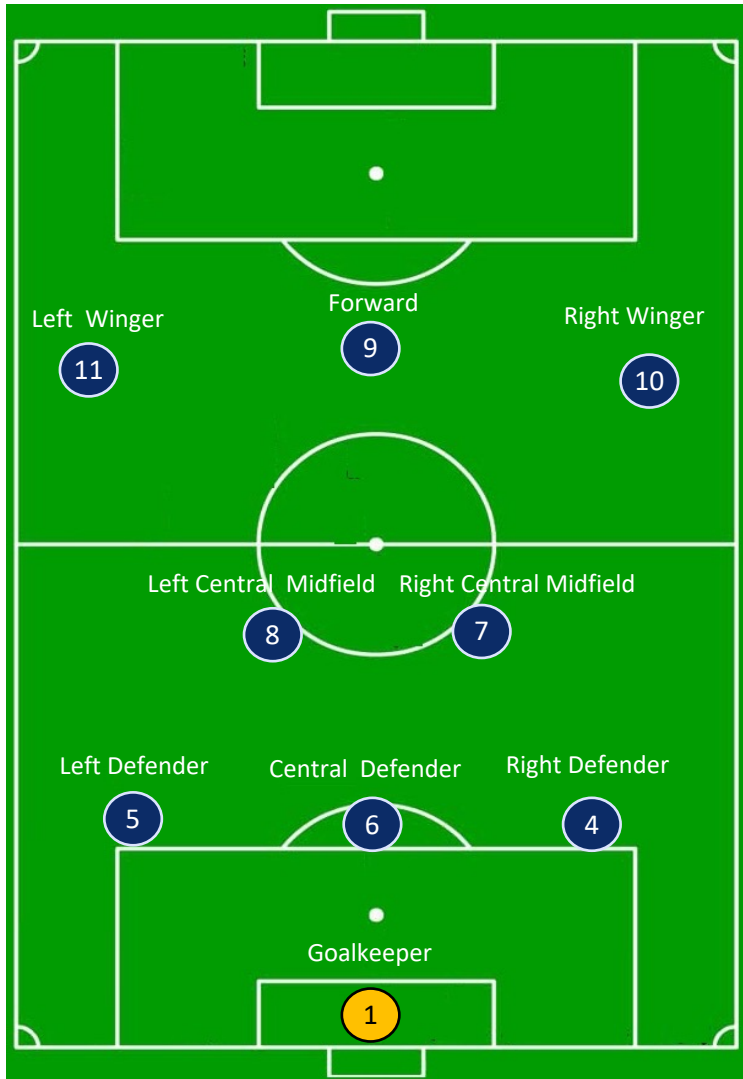 Forward
Left  Winger
Right Winger
9
11
10
Left Central  Midfield
Right Central Midfield
8
7
Left Defender
Central  Defender
Right Defender
5
6
4
Goalkeeper
1